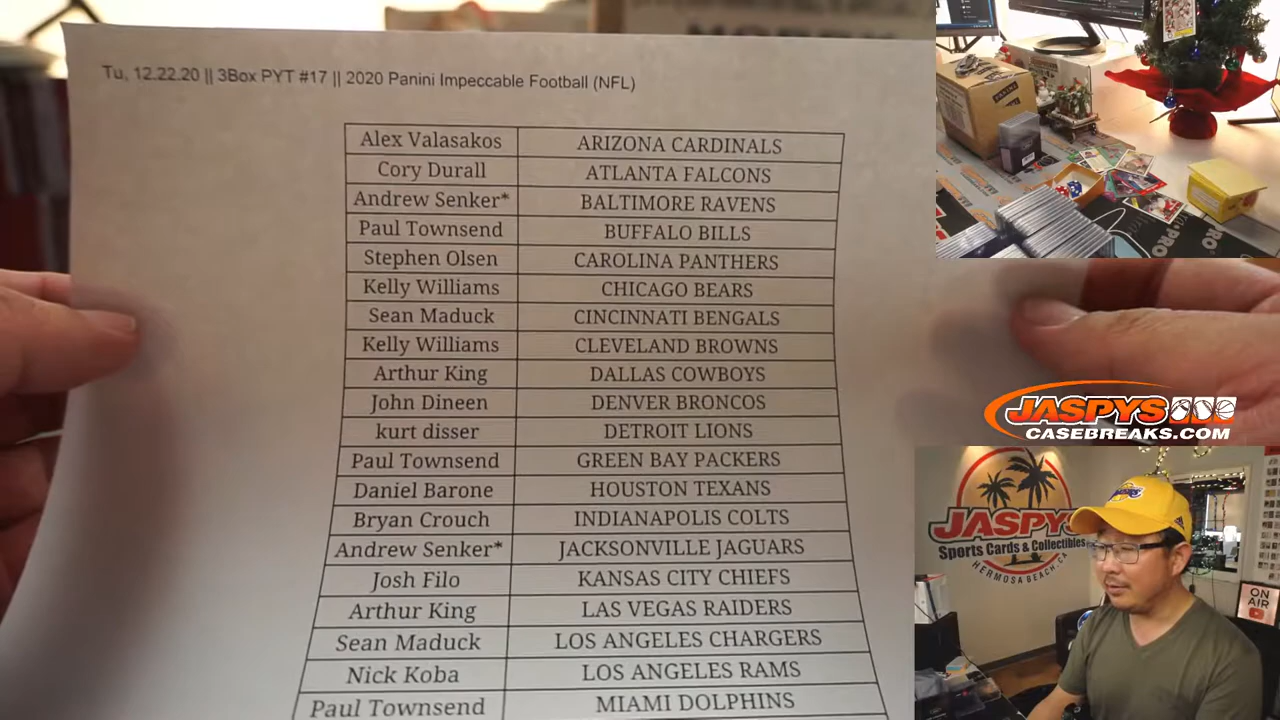 Tu, 12.22.20 || 3Box PYT #17 || 2020 Panini Impeccable Football (NFL)
Alex Valasakos ARIZONA CARDINALS
Cory Durall ATLANTA FALCONS
Andrew Senker* BALTIMORE RAVENS
Paul Townsend BUFFALO BILLS
Stephen Olsen CAROLINA PANTHERS
Kelly Williams CHICAGO BEARS
Sean Maduck CINCINNATI BENGALS
Kelly Williams CLEVELAND BROWNS
Arthur King DALLAS COWBOYS
John Dineen DENVER BRONCOS
kurt disser DETROIT LIONS
Paul Townsend GREEN BAY PACKERS
Daniel Barone HOUSTON TEXANS
Bryan Crouch INDIANAPOLIS COLTS
Andrew Senker* JACKSONVILLE JAGUARS
Josh Filo KANSAS CITY CHIEFS
Arthur King LAS VEGAS RAIDERS
Sean Maduck LOS ANGELES CHARGERS
Nick Koba LOS ANGELES RAMS
Paul Townsend MIAMI DOLPHINS
JASPYS
CASEBREAKS.COM
JASPYS
Sports Cards & Collectibles
HERMOSA BEACH, CA
ON
AIR